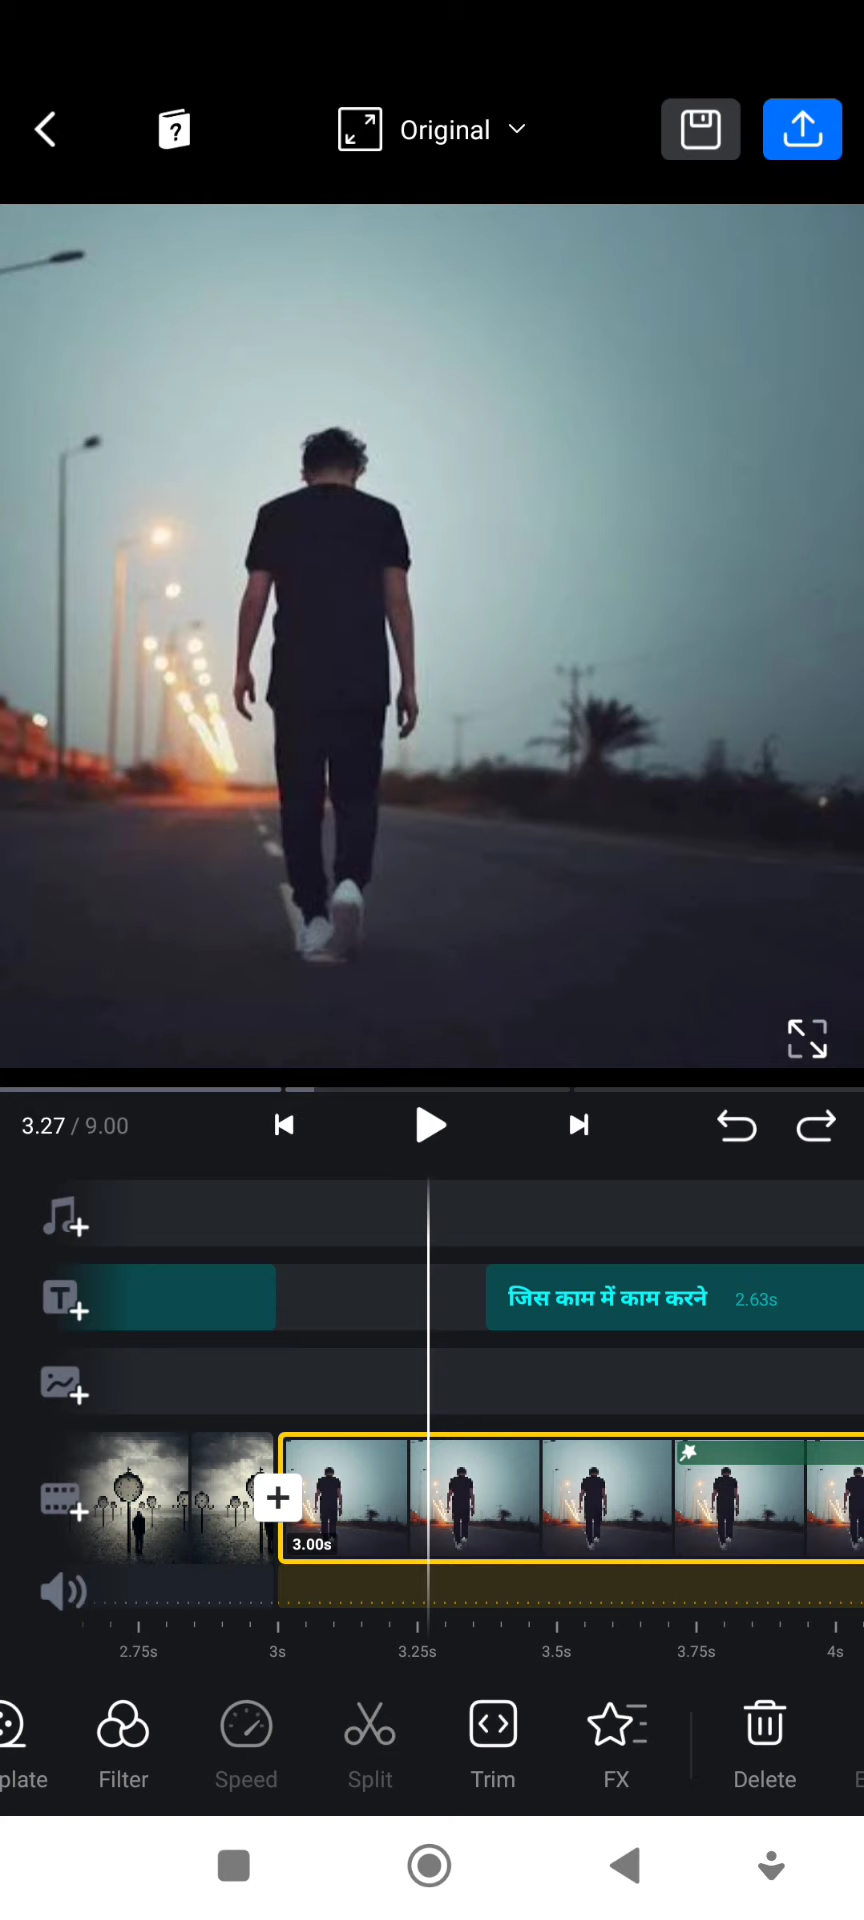 Original
3.27 / 9.00
जिस काम में काम करने 2.63s
3.00s
2.75s 3s 3.25s 3.5s 3.75s 4s
plate Filter Speed Split Trim FX Delete